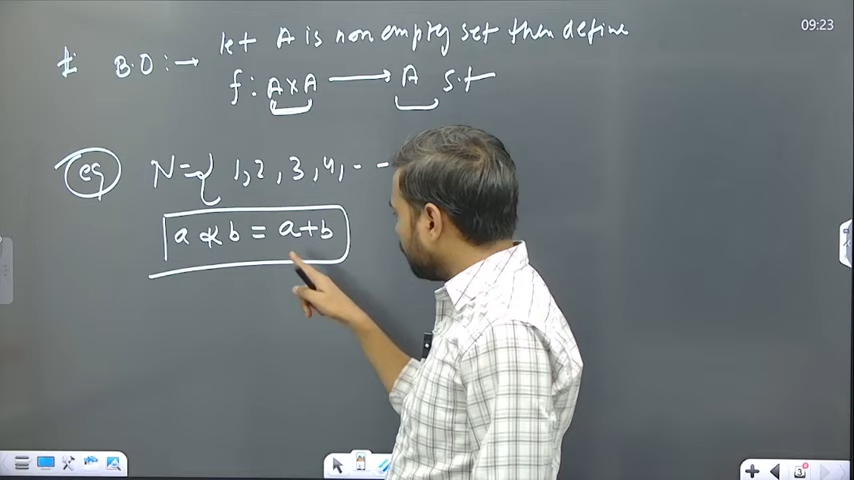 09:23
B.O :→ let A is non empty set then define
f: A×A ⟶ A s.t
eg N = { 1, 2, 3, 4, - -
a * b = a+b